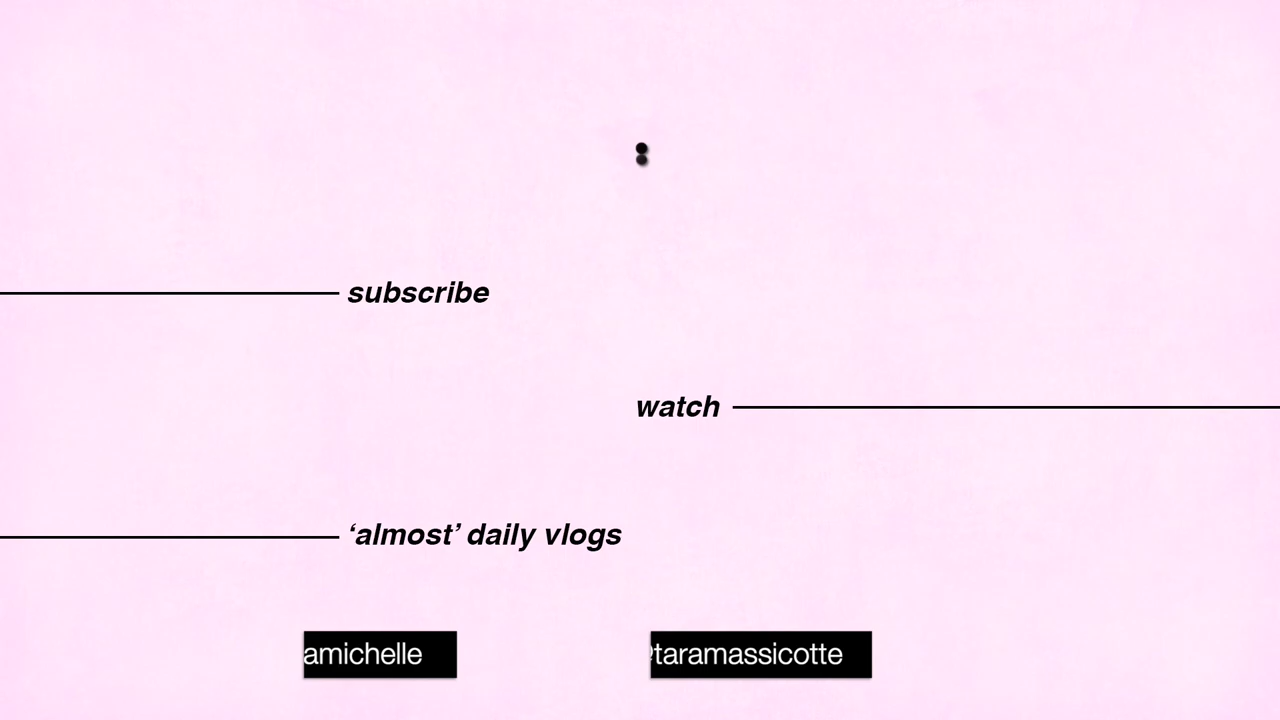 subscribe
watch
‘almost’ daily vlogs
amichelle
@taramassicotte